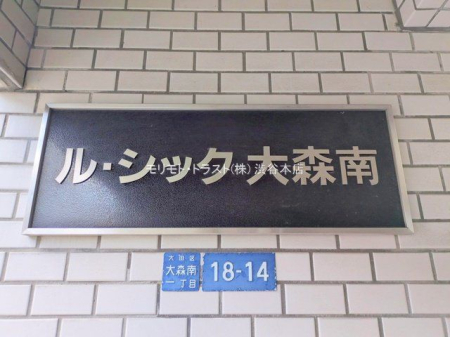 ル・シック大森南
モリモト・トラスト(株) 渋谷本店
大田区
大森南
一丁目
18-14